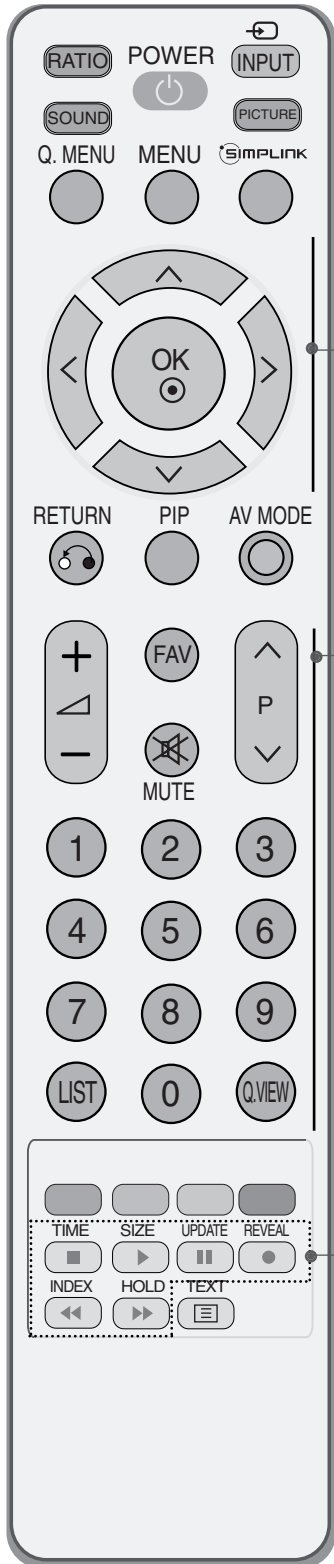 RATIO POWER INPUT
SOUND PICTURE
Q. MENU MENU SIMPLINK
OK
RETURN PIP AV MODE
+ FAV
P
-
MUTE
1 2 3
4 5 6
7 8 9
LIST 0 Q.VIEW
TIME SIZE UPDATE REVEAL
INDEX HOLD TEXT